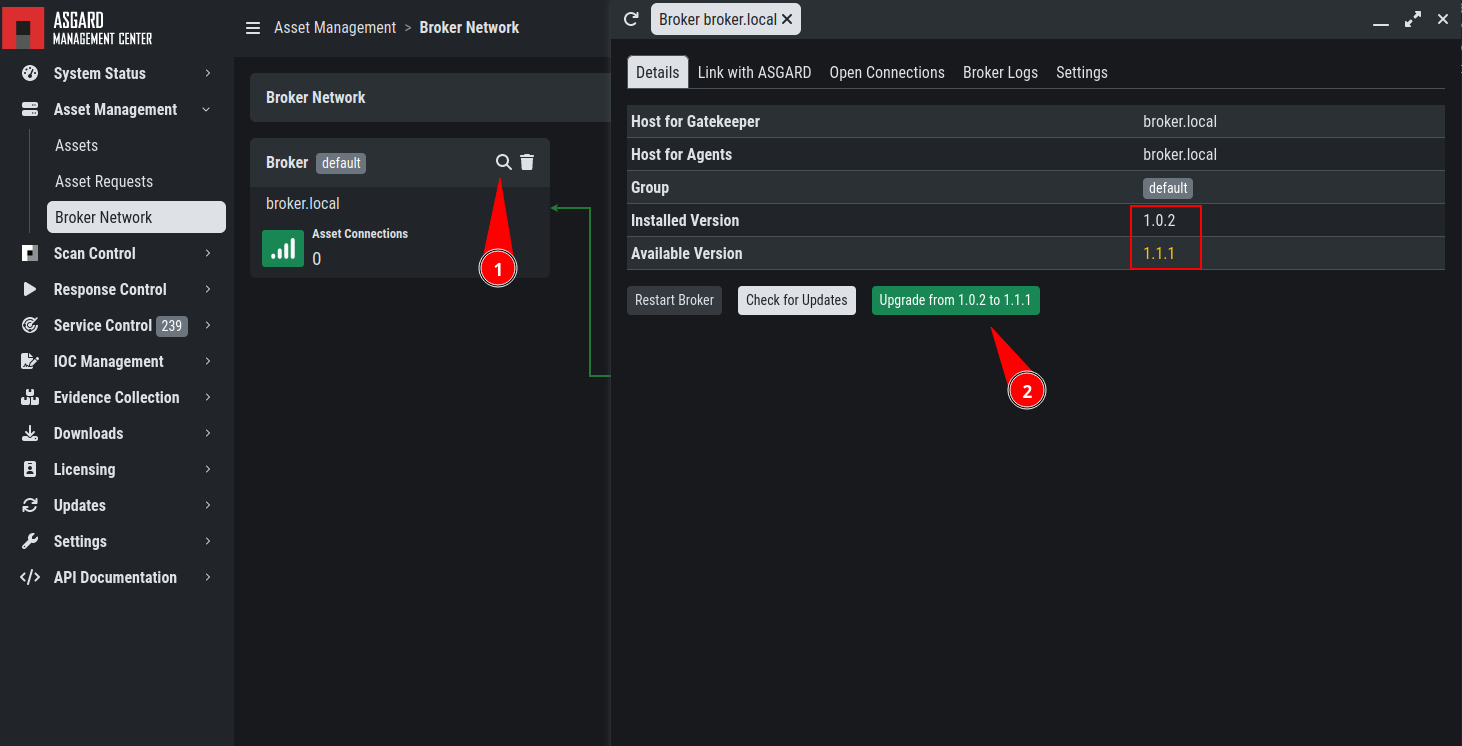 ASGARD
MANAGEMENT CENTER
System Status
Asset Management
Assets
Asset Requests
Broker Network
Scan Control
Response Control
Service Control 239
IOC Management
Evidence Collection
Downloads
Licensing
Updates
Settings
API Documentation
Asset Management > Broker Network
Broker Network
Broker default
broker.local
Asset Connections
0
1
Broker broker.local
Details Link with ASGARD Open Connections Broker Logs Settings
Host for Gatekeeper broker.local
Host for Agents broker.local
Group default
Installed Version 1.0.2
Available Version 1.1.1
Restart Broker Check for Updates Upgrade from 1.0.2 to 1.1.1
2